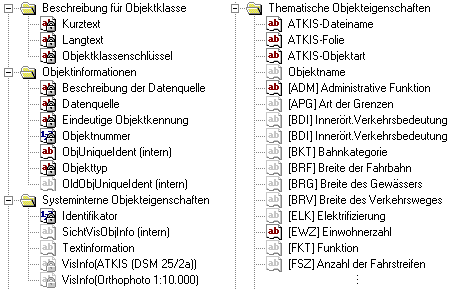 Beschreibung für Objektklasse
Kurztext
Langtext
Objektklassenschlüssel
Objektinformationen
Beschreibung der Datenquelle
Datenquelle
Eindeutige Objektkennung
Objektnummer
ObjUniqueIdent (intern)
Objekttyp
OldObjUniqueIdent (intern)
Systeminterne Objekteigenschaften
Identifikator
SichtVisObjInfo (intern)
Textinformation
VisInfo(ATKIS (DSM 25/2a))
VisInfo(Orthophoto 1:10.000)
Thematische Objekteigenschaften
ATKIS-Dateiname
ATKIS-Folie
ATKIS-Objektart
Objektname
[ADM] Administrative Funktion
[APG] Art der Grenzen
[BDI] Innerört.Verkehrsbedeutung
[BDI] Innerört.Verkehrsbedeutung
[BKT] Bahnkategorie
[BRF] Breite der Fahrbahn
[BRG] Breite des Gewässers
[BRV] Breite des Verkehrsweges
[ELK] Elektrifizierung
[EWZ] Einwohnerzahl
[FKT] Funktion
[FSZ] Anzahl der Fahrstreifen